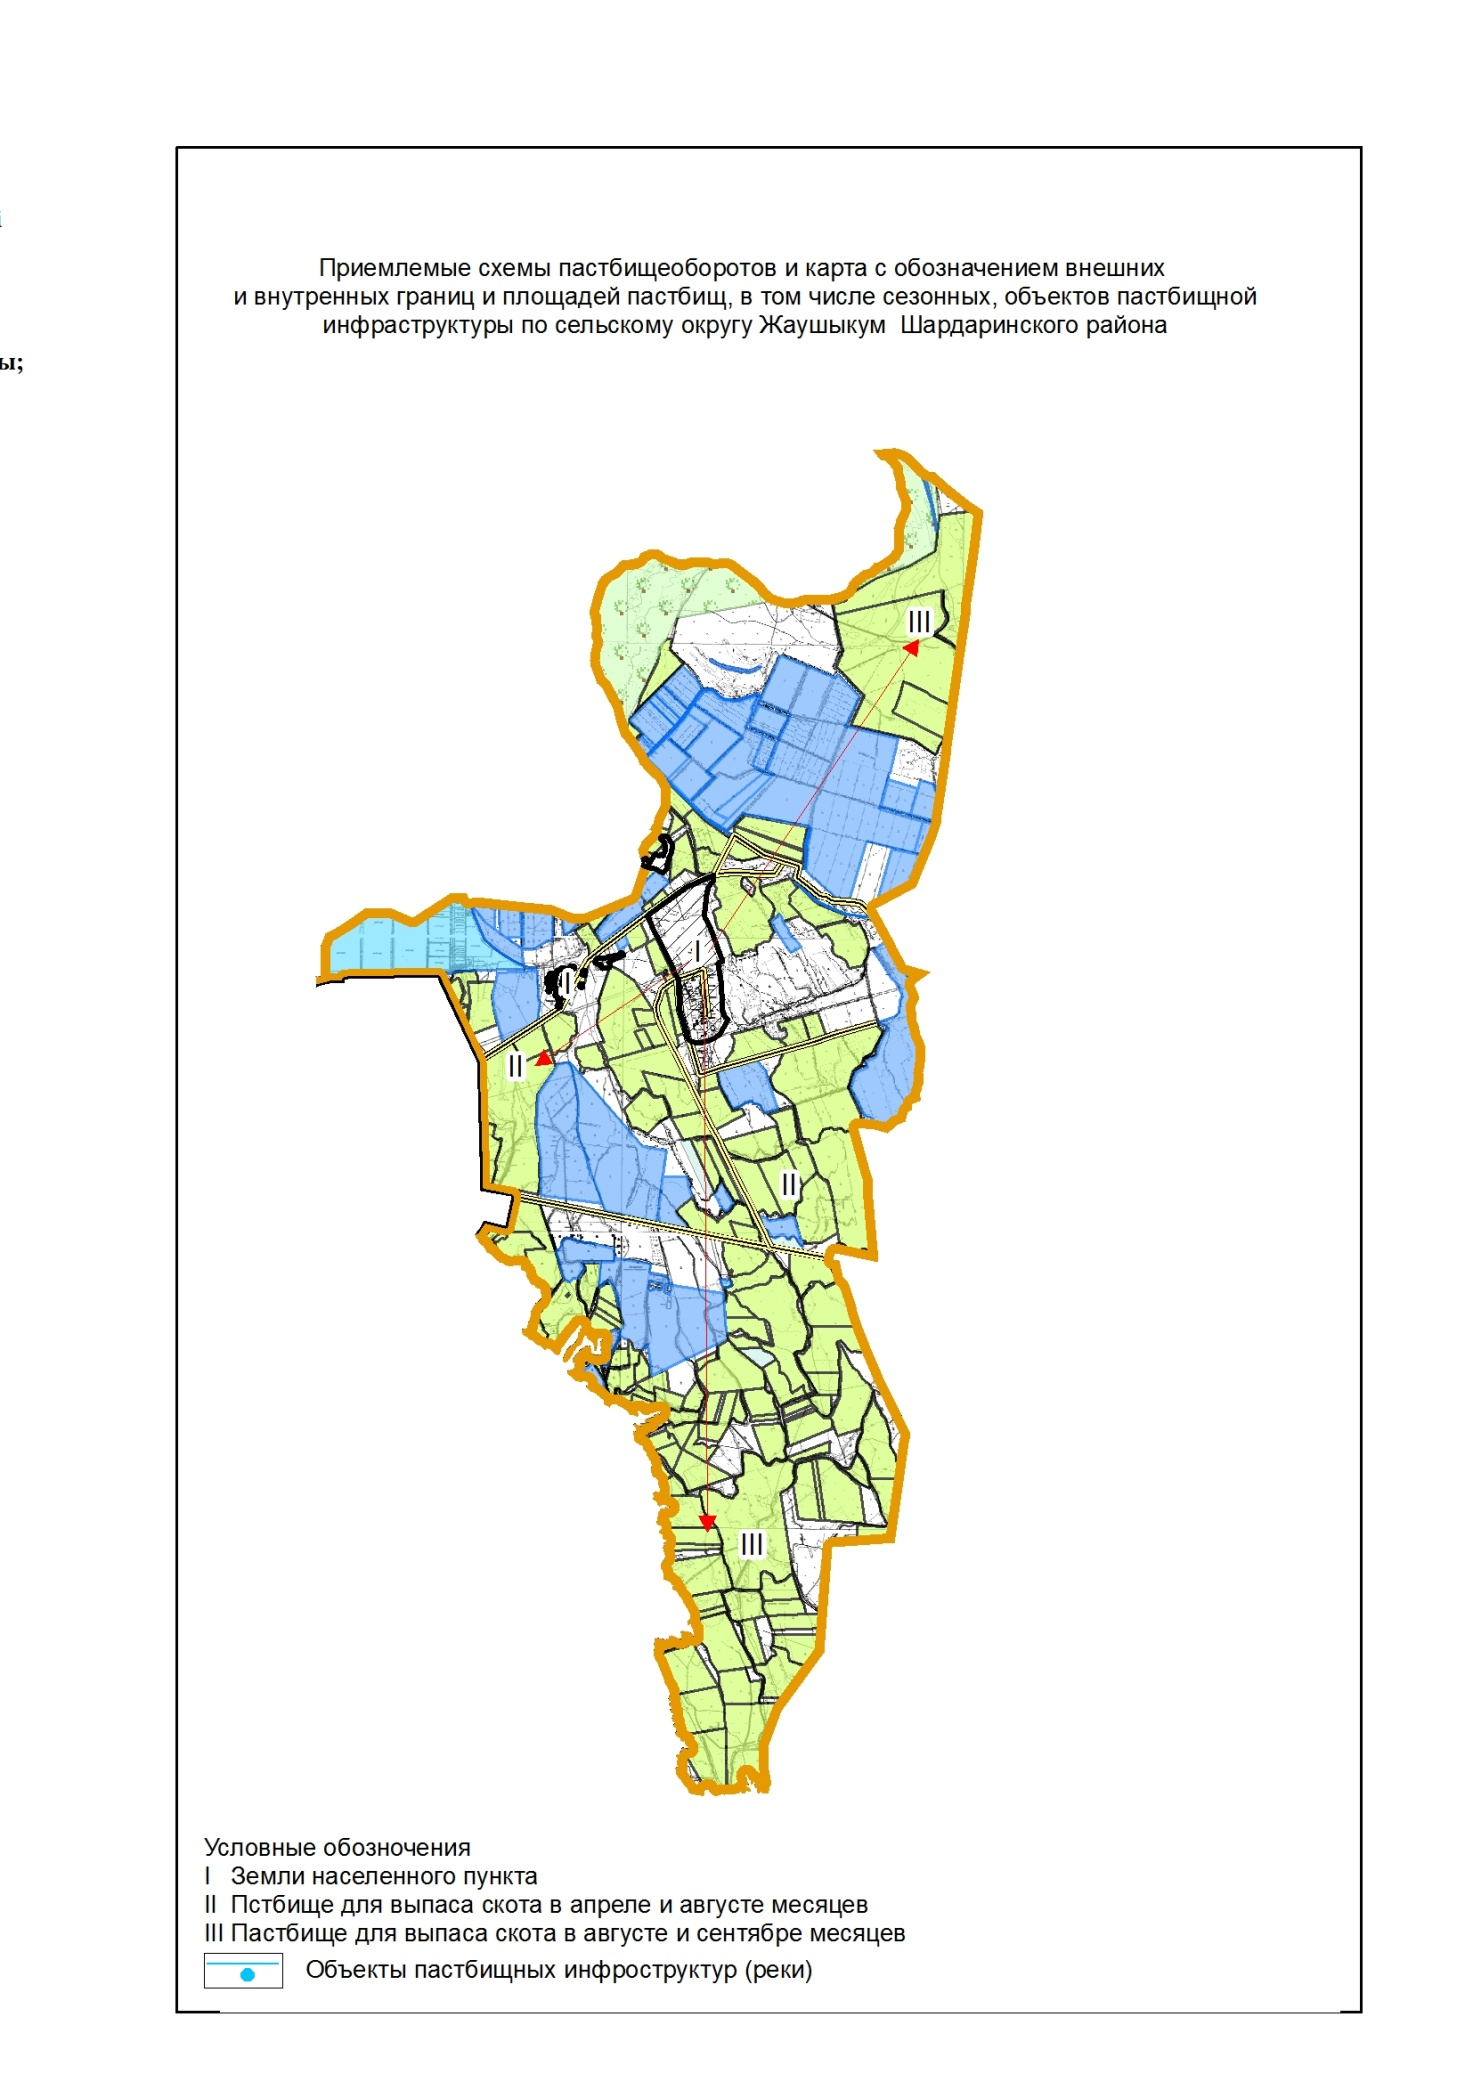 і
ы;
Приемлемые схемы пастбищеоборотов и карта с обозначением внешних
и внутренных границ и площадей пастбищ, в том числе сезонных, объектов пастбищной
инфраструктуры по сельскому округу Жаушыкум Шардаринского района
III
I
I
II
II
III
Условные обозночения
I Земли населенного пункта
II Пстбище для выпаса скота в апреле и августе месяцев
III Пастбище для выпаса скота в августе и сентябре месяцев
Объекты пастбищных инфроструктур (реки)